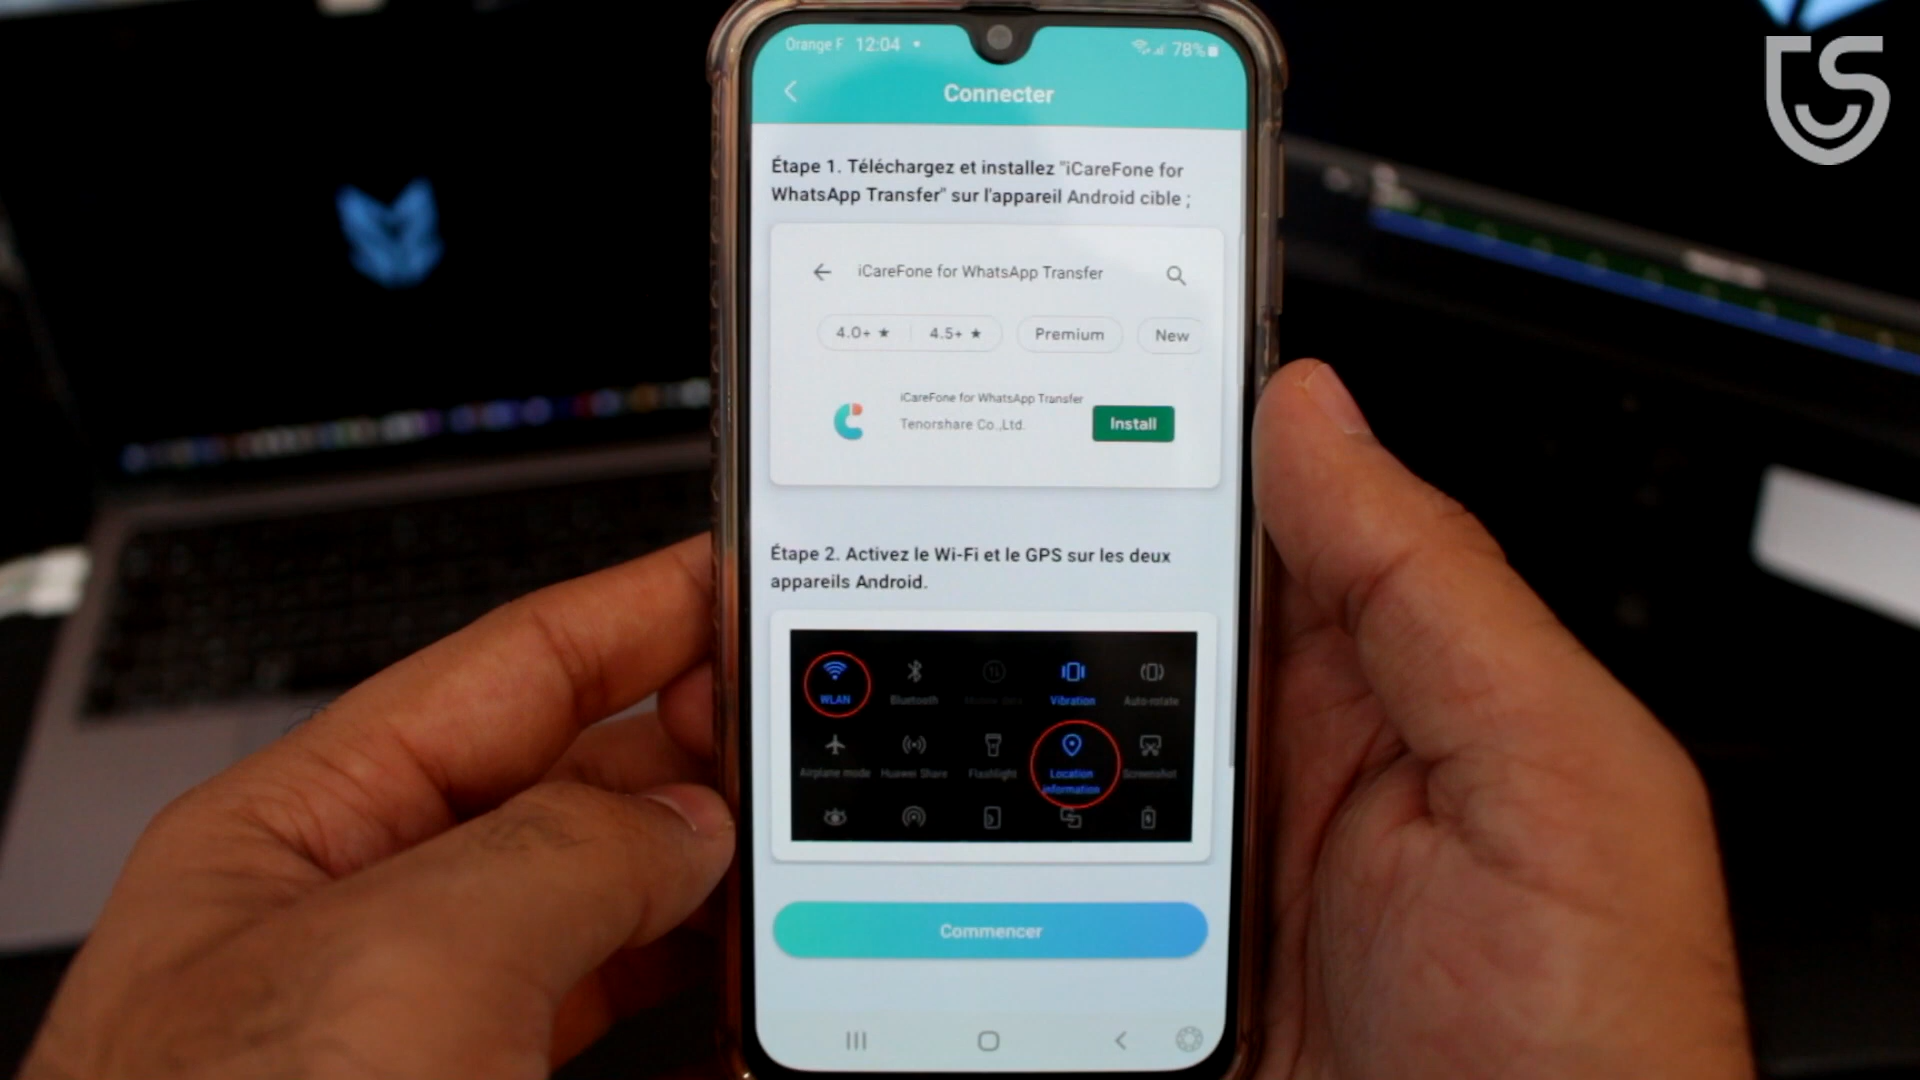 Orange F 12:04 78%
Connecter
Étape 1. Téléchargez et installez "iCareFone for
WhatsApp Transfer" sur l'appareil Android cible ;
iCareFone for WhatsApp Transfer
4.0+ ★ 4.5+ ★ Premium New
iCareFone for WhatsApp Transfer
Tenorshare Co.,Ltd.
Install
Étape 2. Activez le Wi-Fi et le GPS sur les deux
appareils Android.
WLAN Bluetooth Mobile data Vibration Auto-rotate
Airplane mode Huawei Share Flashlight Location Screenshot
information
Commencer
TS